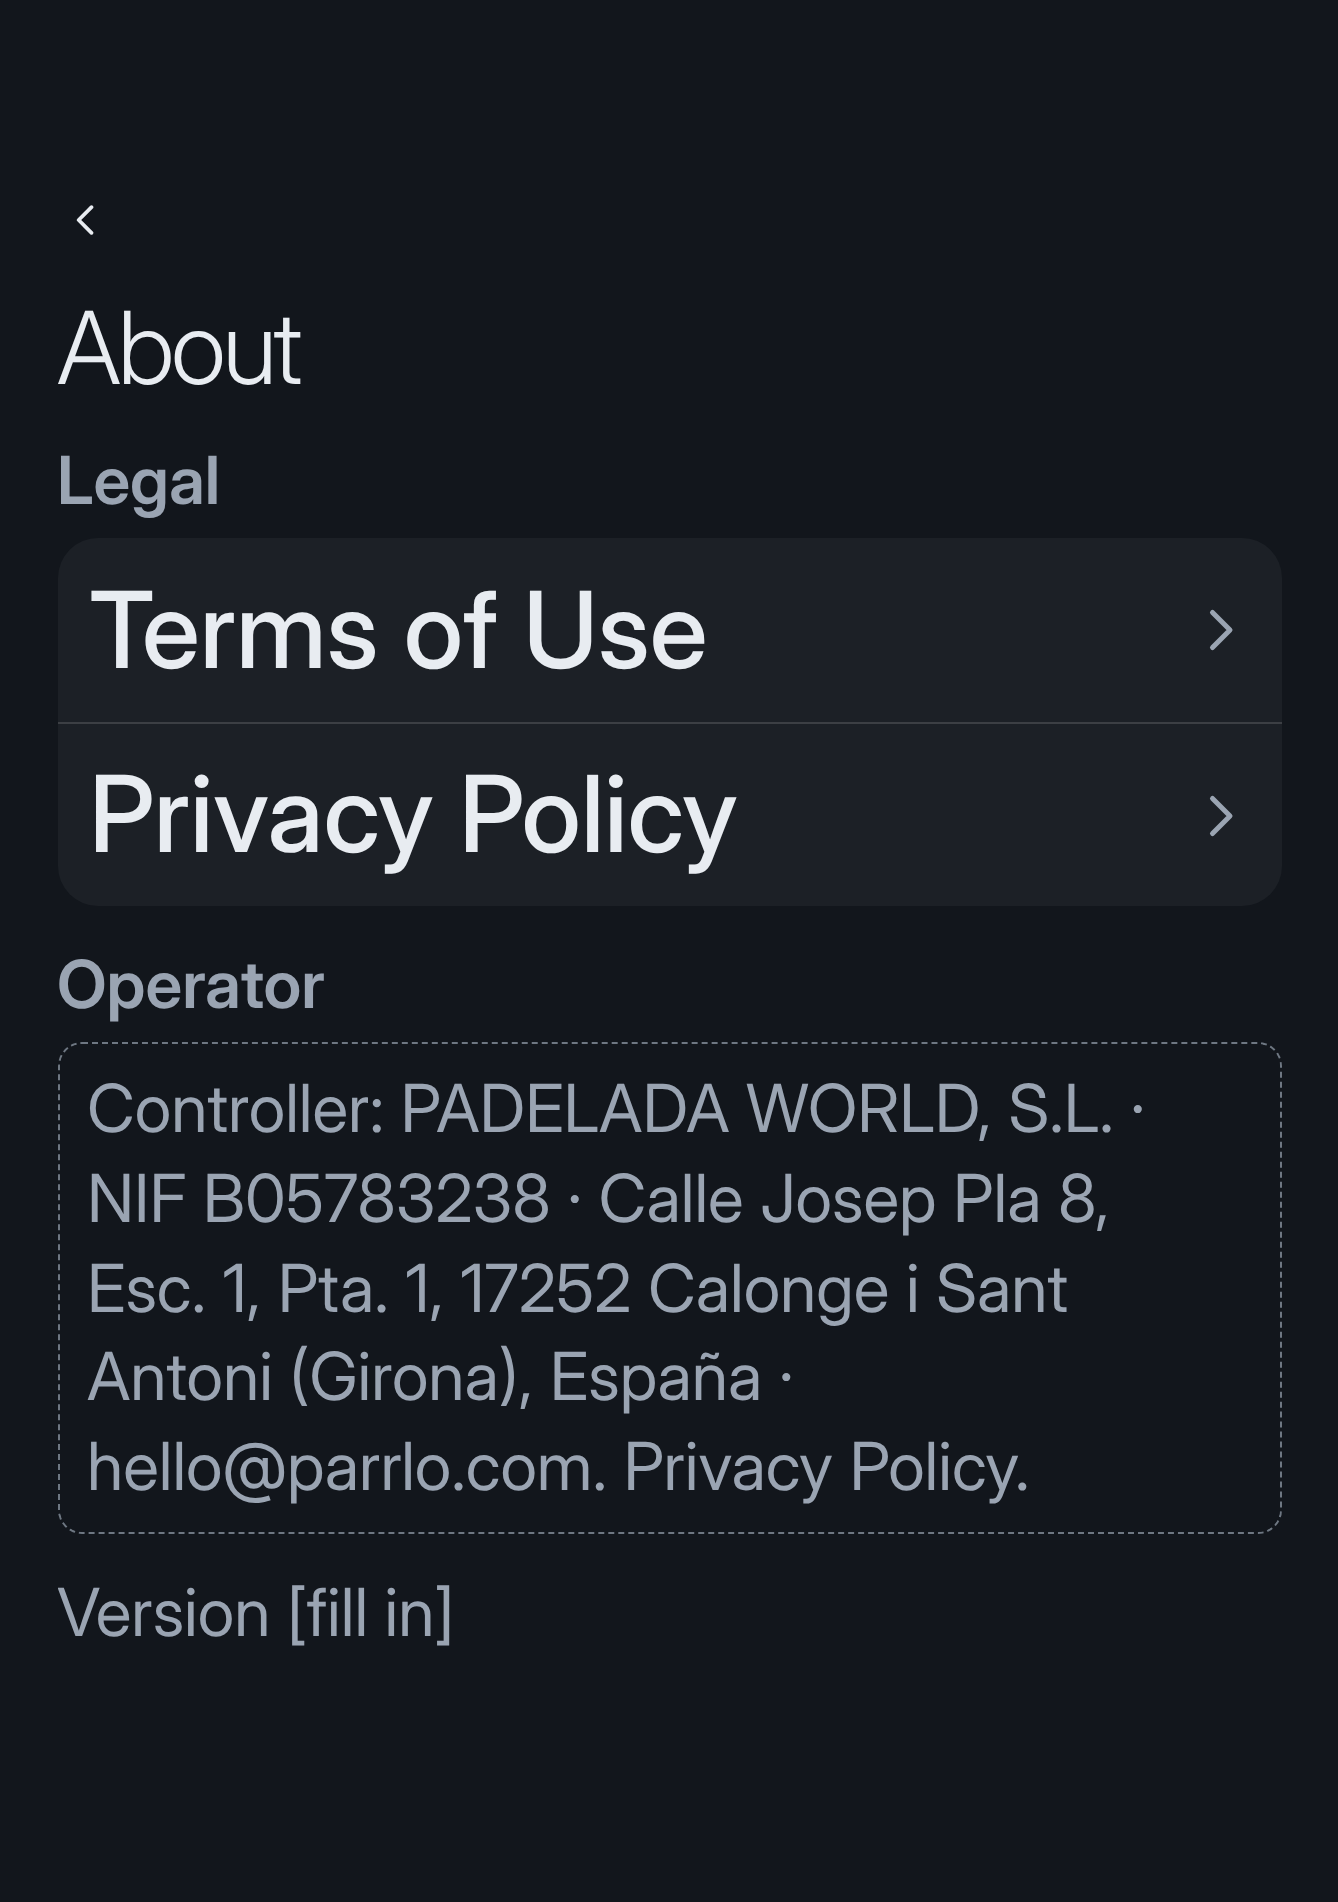 About
Legal
Terms of Use
Privacy Policy
Operator
Controller: PADELADA WORLD, S.L. ·
NIF B05783238 · Calle Josep Pla 8,
Esc. 1, Pta. 1, 17252 Calonge i Sant
Antoni (Girona), España ·
hello@parrlo.com. Privacy Policy.
Version [fill in]